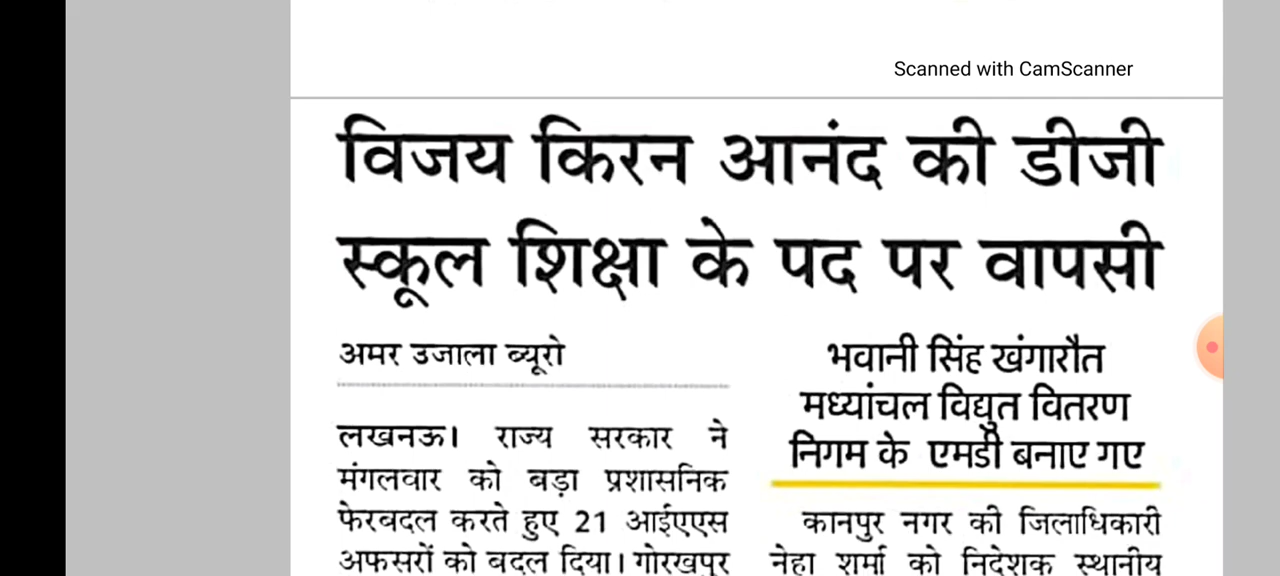 Scanned with CamScanner
विजय किरन आनंद की डीजी
स्कूल शिक्षा के पद पर वापसी
अमर उजाला ब्यूरो
लखनऊ। राज्य सरकार ने
मंगलवार को बड़ा प्रशासनिक
फेरबदल करते हुए 21 आईएएस
अफसरों को बदल दिया। गोरखपुर
भवानी सिंह खंगारौत
मध्यांचल विद्युत वितरण
निगम के एमडी बनाए गए
कानपुर नगर की जिलाधिकारी
नेहा शर्मा को निदेशक स्थानीय